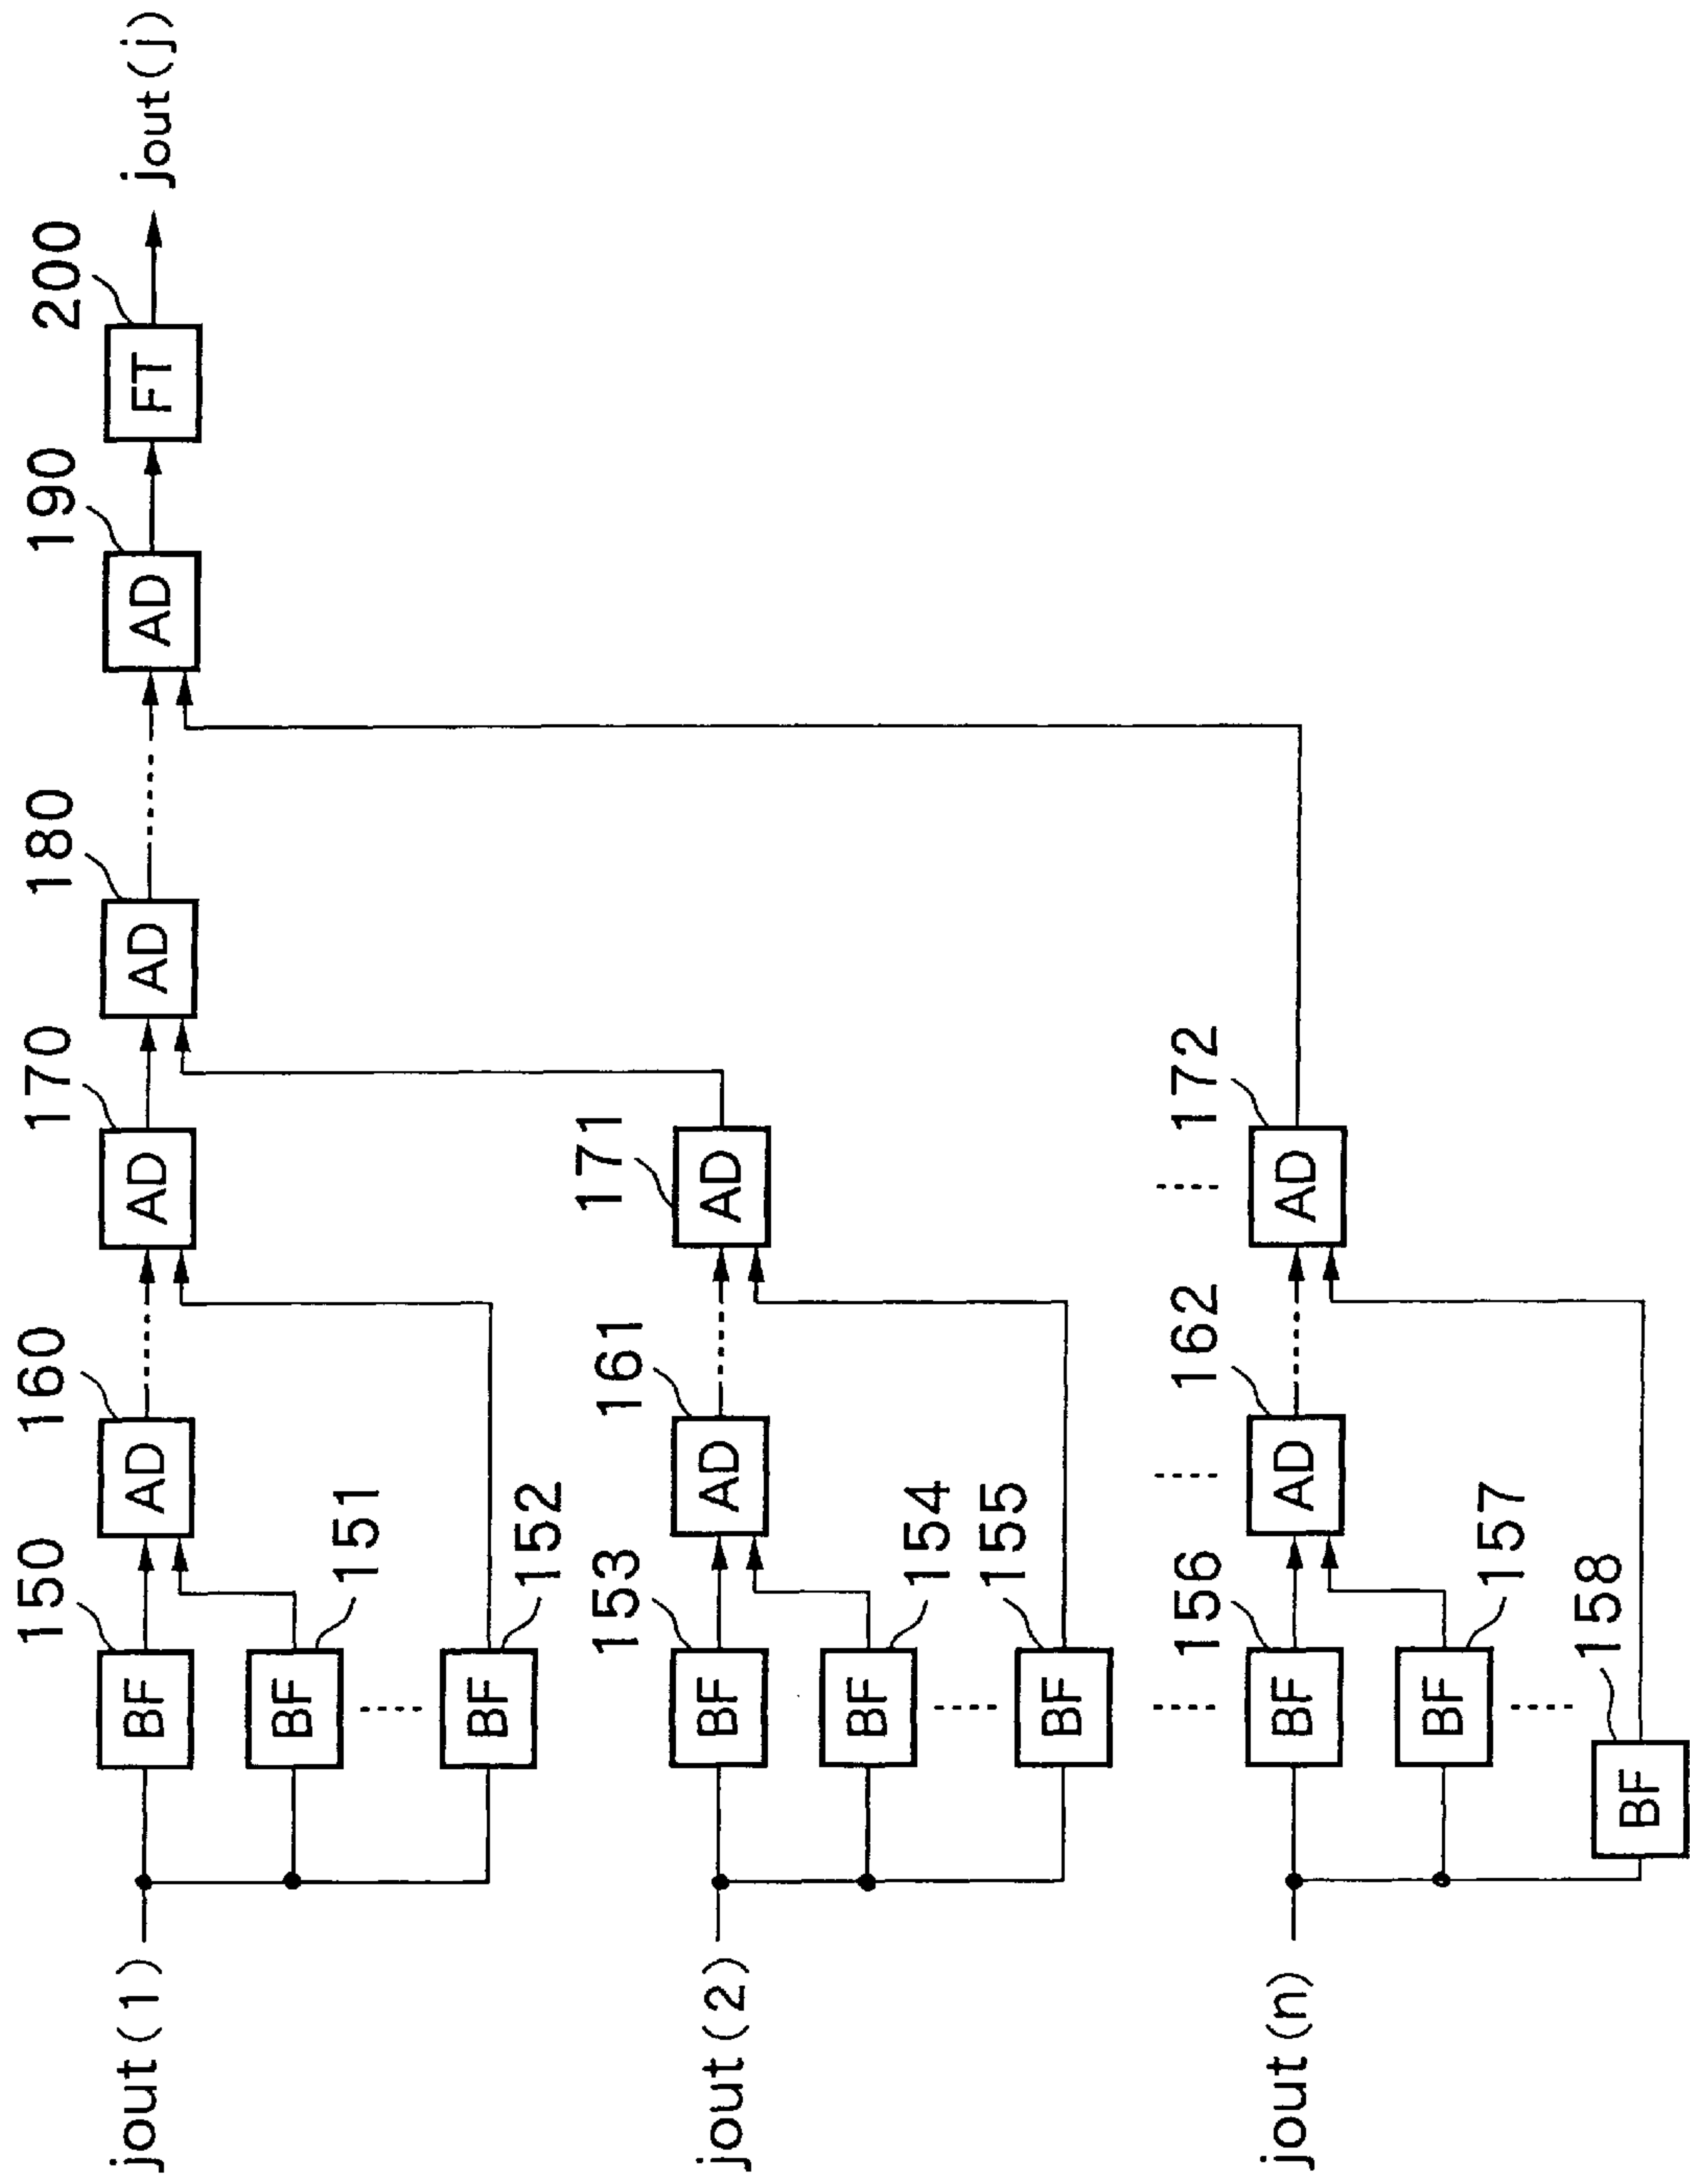 jout(1)
BF
150
BF
151
BF
152
AD
160
AD
170
AD
180
AD
190
FT
200
jout(j)
jout(2)
BF
153
BF
154
BF
155
AD
161
AD
171
jout(n)
BF
156
BF
157
BF
158
AD
162
AD
172